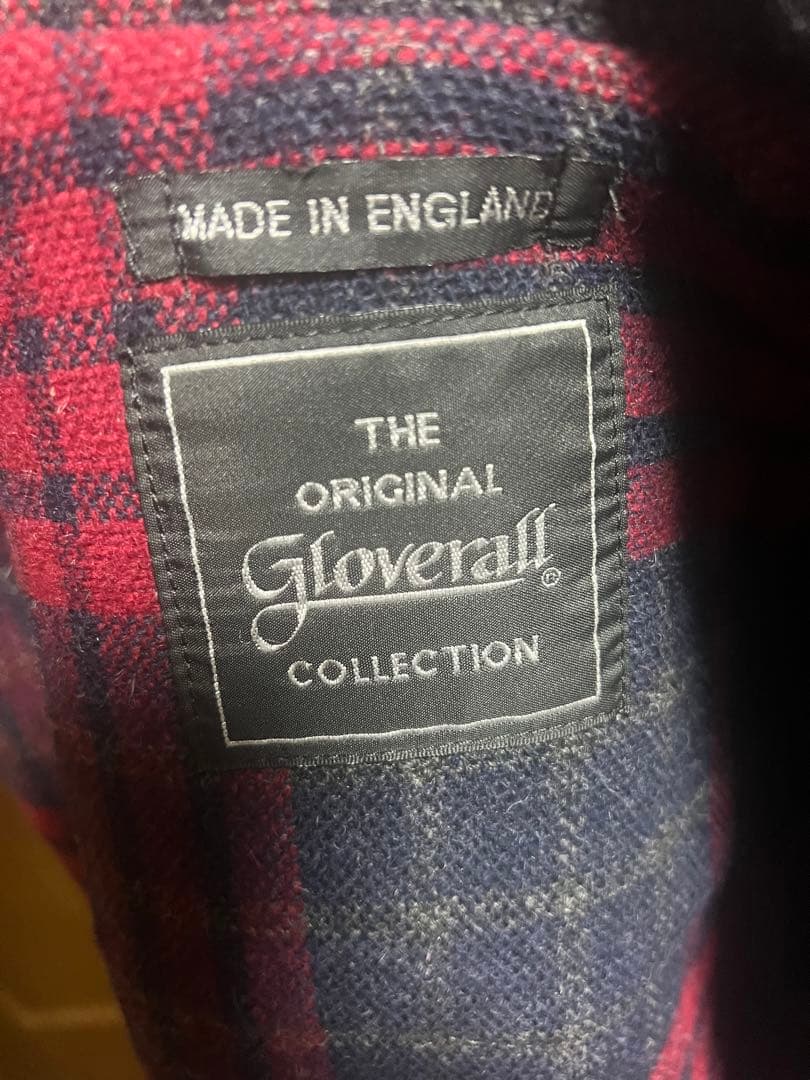 MADE IN ENGLAND
THE
ORIGINAL
Gloverall®
COLLECTION